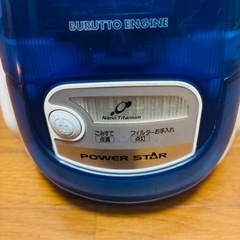 BURUTTO ENGINE
Nano Titanium
ごみすて フィルターお手入れ
点滅 点灯
POWER STAR